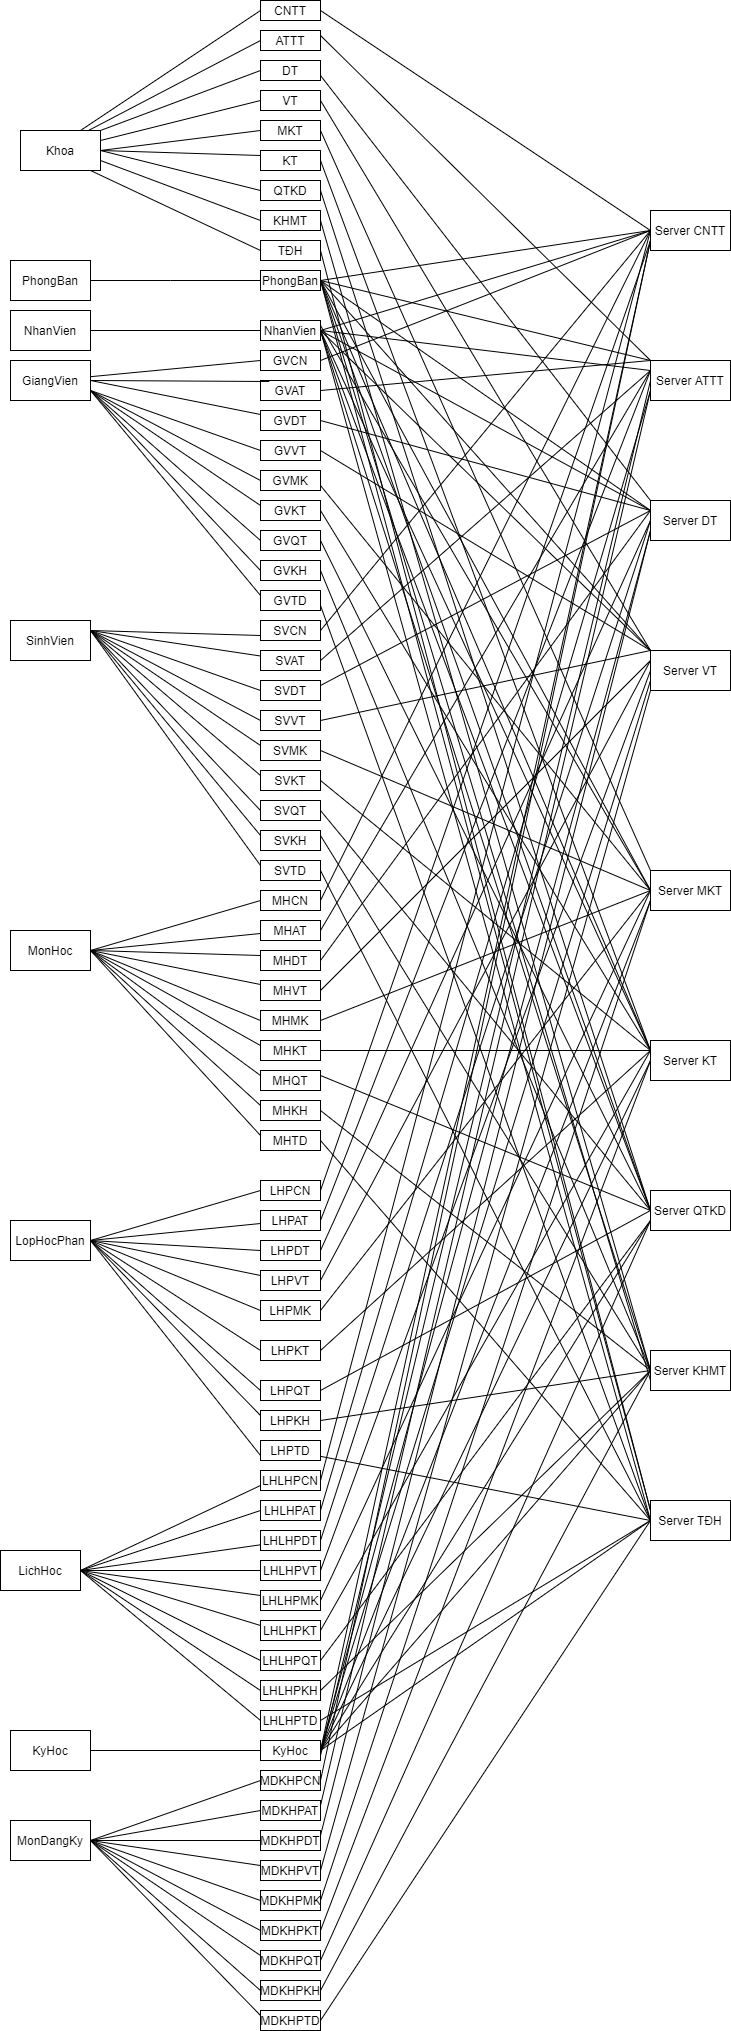 CNTT
ATTT
DT
VT
MKT
Khoa
KT
QTKD
KHMT
Server CNTT
TĐH
PhongBan
PhongBan
NhanVien
NhanVien
GVCN
GiangVien
Server ATTT
GVAT
GVDT
GVVT
GVMK
GVKT
Server DT
GVQT
GVKH
GVTD
SVCN
SinhVien
SVAT
Server VT
SVDT
SVVT
SVMK
SVKT
SVQT
SVKH
SVTD
Server MKT
MHCN
MHAT
MonHoc
MHDT
MHVT
MHMK
MHKT
Server KT
MHQT
MHKH
MHTD
LHPCN
Server QTKD
LHPAT
LopHocPhan
LHPDT
LHPVT
LHPMK
LHPKT
Server KHMT
LHPQT
LHPKH
LHPTD
LHLHPCN
LHLHPAT
Server TĐH
LHLHPDT
LichHoc
LHLHPVT
LHLHPMK
LHLHPKT
LHLHPQT
LHLHPKH
LHLHPTD
KyHoc
KyHoc
MDKHPCN
MDKHPAT
MonDangKy
MDKHPDT
MDKHPVT
MDKHPMK
MDKHPKT
MDKHPQT
MDKHPKH
MDKHPTD